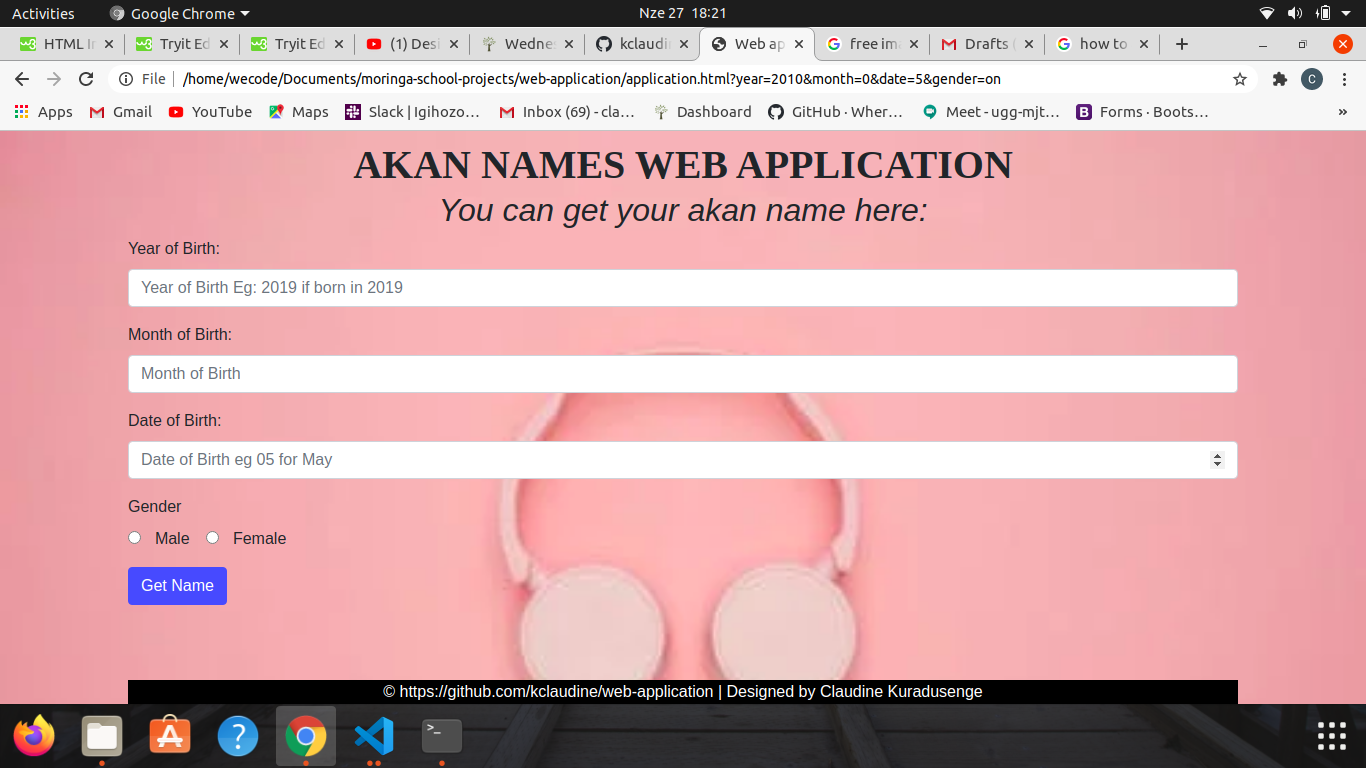 Activities Google Chrome Nze 27 18:21
HTML In Tryit Ed Tryit Ed (1) Desi Wednes kclaudin Web ap free ima Drafts ( how to
File /home/wecode/Documents/moringa-school-projects/web-application/application.html?year=2010&month=0&date=5&gender=on C
Apps Gmail YouTube Maps Slack | Igihozo… Inbox (69) - cla… Dashboard GitHub · Wher… Meet - ugg-mjt… Forms · Boots… »
AKAN NAMES WEB APPLICATION
You can get your akan name here:
Year of Birth:
Year of Birth Eg: 2019 if born in 2019
Month of Birth:
Month of Birth
Date of Birth:
Date of Birth eg 05 for May
Gender
Male Female
Get Name
© https://github.com/kclaudine/web-application | Designed by Claudine Kuradusenge